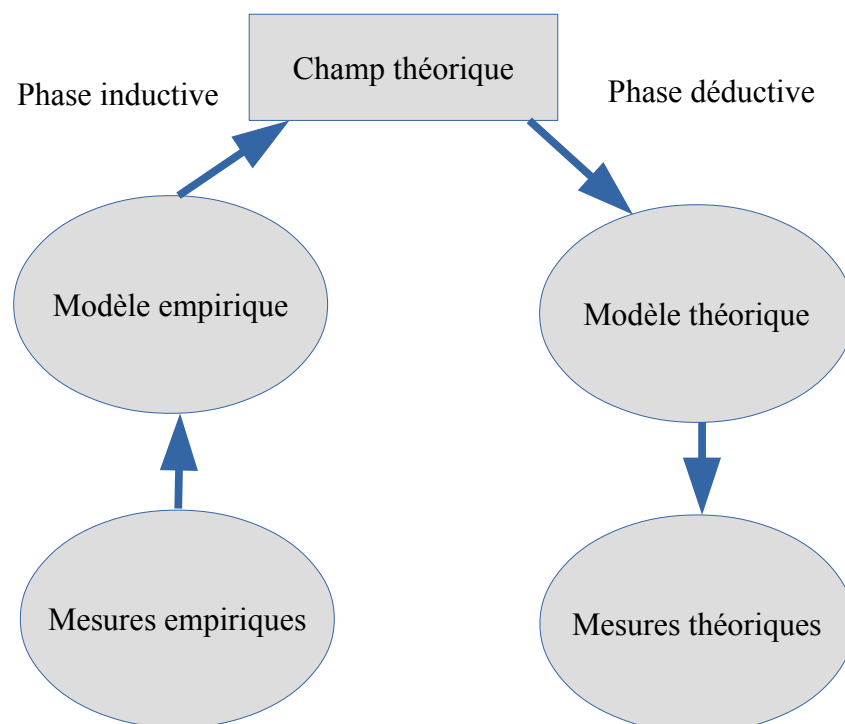 Champ théorique
Phase inductive
Phase déductive
Modèle empirique
Modèle théorique
Mesures empiriques
Mesures théoriques